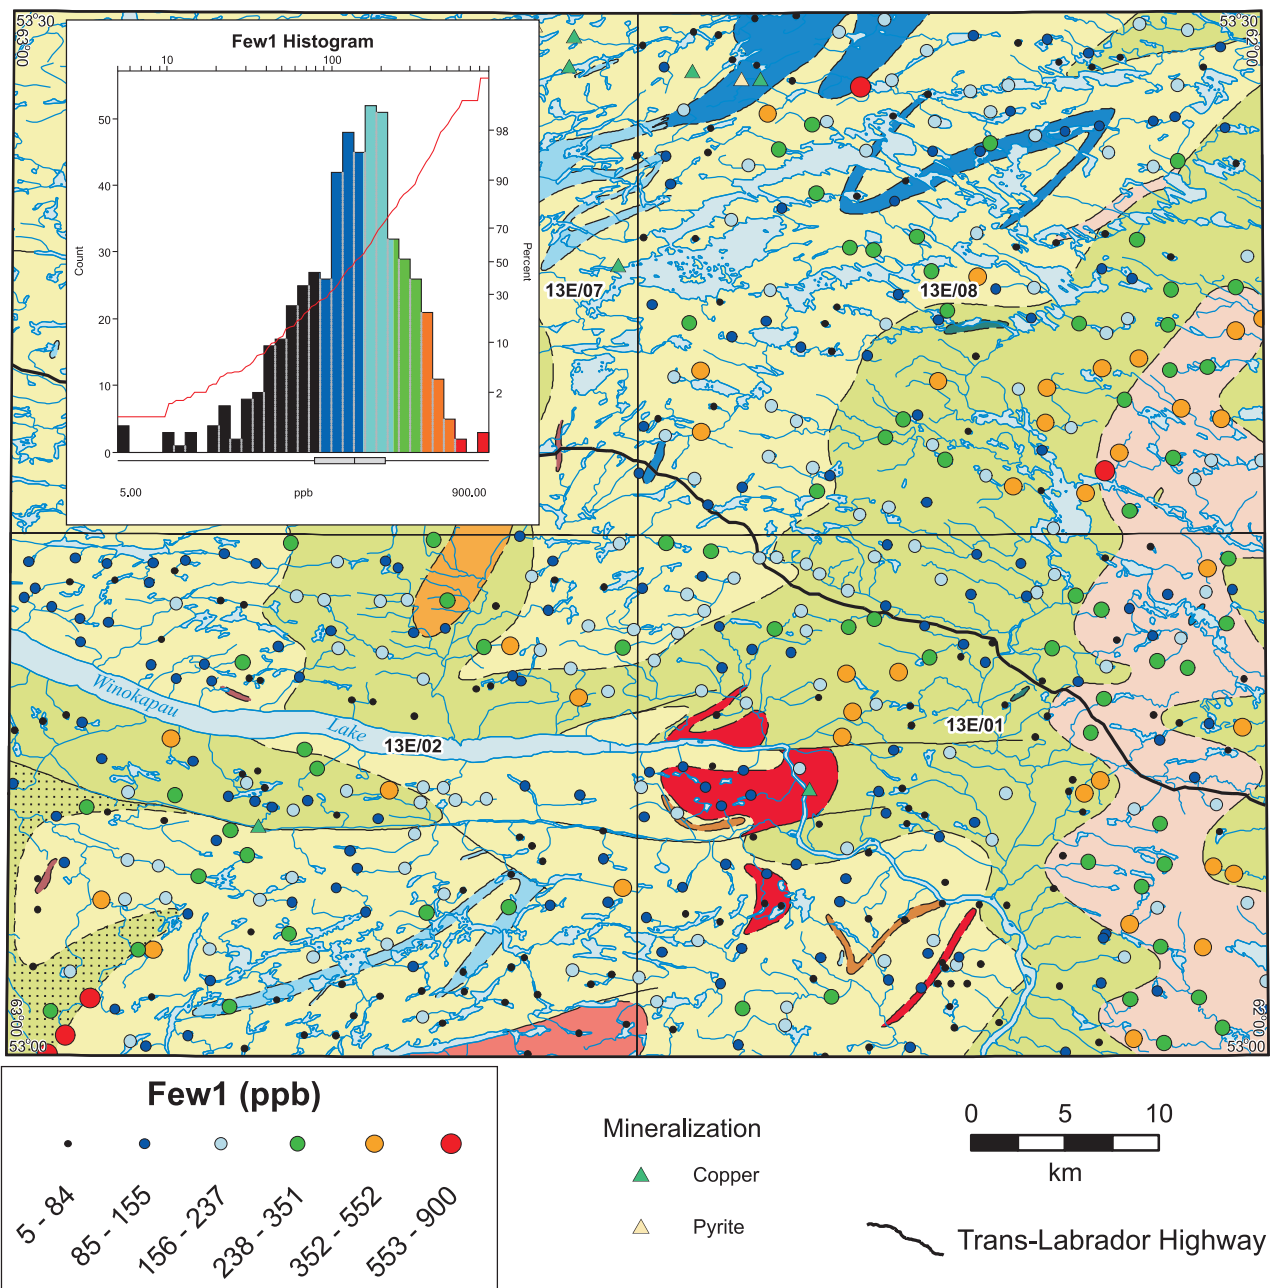 53°30'
63°00'
53°30'
62°00'
Few1 Histogram
10 100
50
40
30
20
10
0
Count
98
90
70
50
30
10
2
Percent
5.00 ppb 900.00
13E/07
13E/08
Winokapau
Lake
13E/02
13E/01
63°00'
53°00'
62°00'
53°00'
Few1 (ppb)
5 - 84
85 - 155
156 - 237
238 - 351
352 - 552
553 - 900
Mineralization
Copper
Pyrite
0 5 10
km
Trans-Labrador Highway